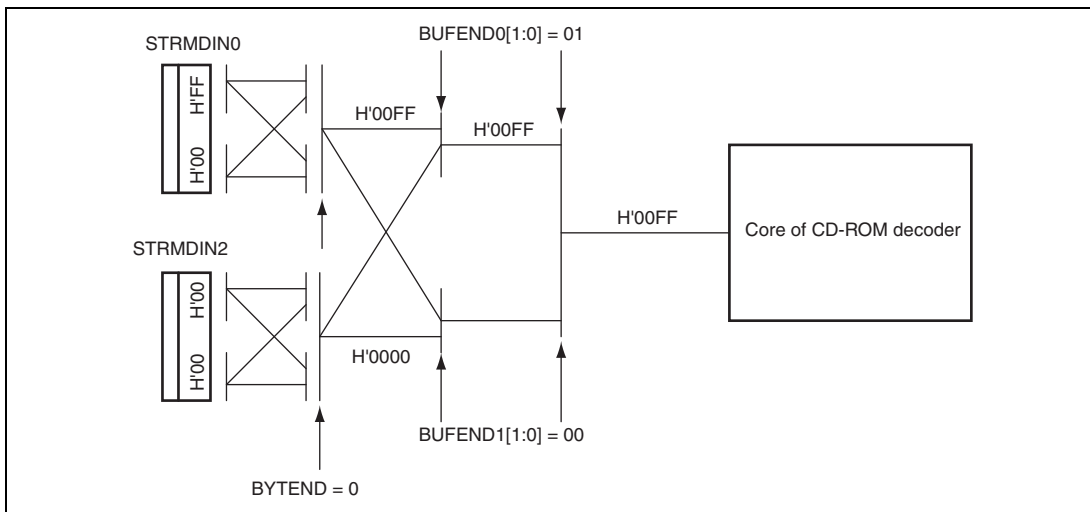 BUFEND0[1:0] = 01
STRMDIN0
H'FF
H'00
H'00FF
H'00FF
H'00FF
Core of CD-ROM decoder
STRMDIN2
H'00
H'00
H'0000
BUFEND1[1:0] = 00
BYTEND = 0